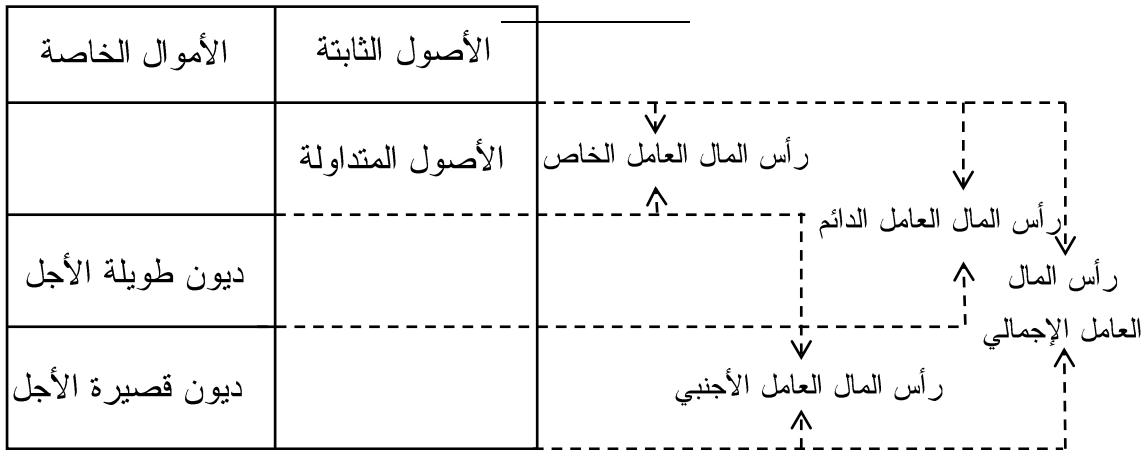 الأصول الثابتة
الأموال الخاصة
رأس المال العامل الخاص
الأصول المتداولة
رأس المال العامل الدائم
رأس المال
العامل الإجمالي
ديون طويلة الأجل
رأس المال العامل الأجنبي
ديون قصيرة الأجل